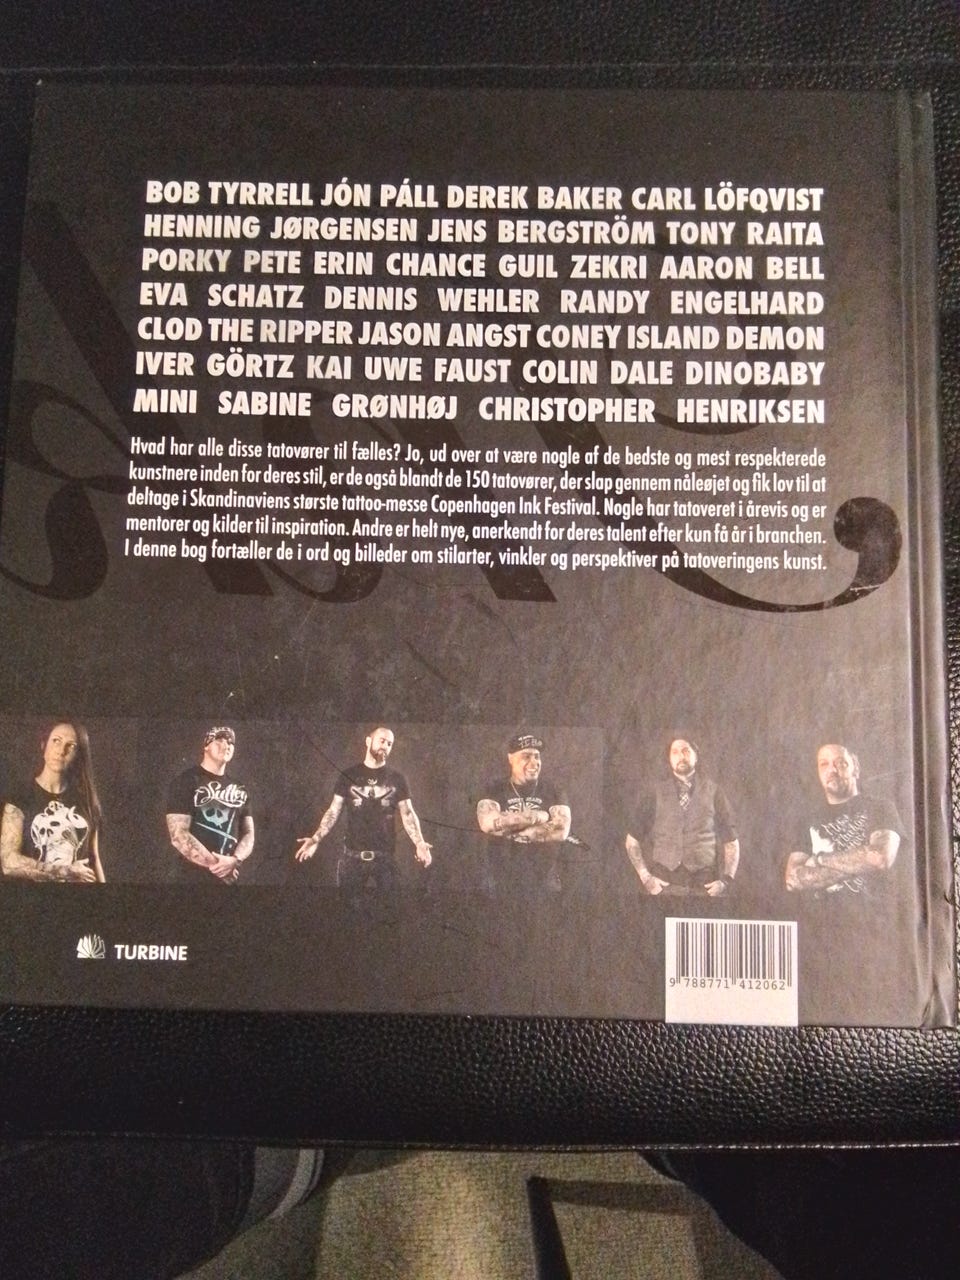 BOB TYRRELL JÓN PÁLL DEREK BAKER CARL LÖFQVIST
HENNING JØRGENSEN JENS BERGSTRÖM TONY RAITA
PORKY PETE ERIN CHANCE GUIL ZEKRI AARON BELL
EVA SCHATZ DENNIS WEHLER RANDY ENGELHARD
CLOD THE RIPPER JASON ANGST CONEY ISLAND DEMON
IVER GÖRTZ KAI UWE FAUST COLIN DALE DINOBABY
MINI SABINE GRØNHØJ CHRISTOPHER HENRIKSEN
Hvad har alle disse tatovører til fælles? Jo, ud over at være nogle af de bedste og mest respekterede
kunstnere inden for deres stil, er de også blandt de 150 tatovører, der slap gennem nåleøjet og fik lov til at
deltage i Skandinaviens største tattoo-messe Copenhagen Ink Festival. Nogle har tatoveret i årevis og er
mentorer og kilder til inspiration. Andre er helt nye, anerkendt for deres talent efter kun få år i branchen.
I denne bog fortæller de i ord og billeder om stilarter, vinkler og perspektiver på tatoveringens kunst.
Sullen
TURBINE
9 788771 412062